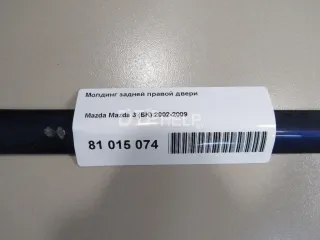 Молдинг задней правой двери
Mazda Mazda 3 (BK) 2002-2009
81 015 074